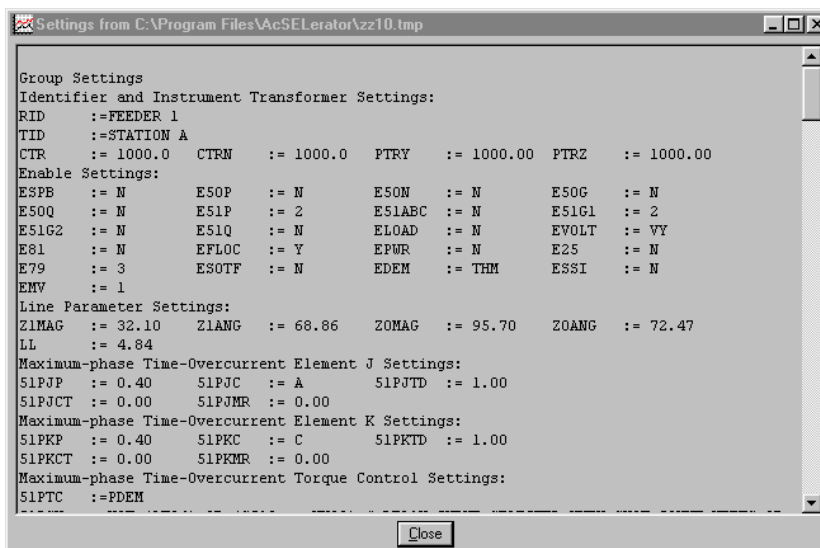 Settings from C:\Program Files\AcSELerator\zz10.tmp
Group Settings
Identifier and Instrument Transformer Settings:
RID :=FEEDER 1
TID :=STATION A
CTR := 1000.0 CTRN := 1000.0 PTRY := 1000.00 PTRZ := 1000.00
Enable Settings:
ESPB := N E50P := N E50N := N E50G := N
E50Q := N E51P := 2 E51ABC := N E51G1 := 2
E51G2 := N E51Q := N ELOAD := N EVOLT := VY
E81 := N EFLOC := Y EPWR := N E25 := N
E79 := 3 ESOTF := N EDEM := THM ESSI := N
EMV := 1
Line Parameter Settings:
Z1MAG := 32.10 Z1ANG := 68.86 Z0MAG := 95.70 Z0ANG := 72.47
LL := 4.84
Maximum-phase Time-Overcurrent Element J Settings:
51PJP := 0.40 51PJC := A 51PJTD := 1.00
51PJCT := 0.00 51PJMR := 0.00
Maximum-phase Time-Overcurrent Element K Settings:
51PKP := 0.40 51PKC := C 51PKTD := 1.00
51PKCT := 0.00 51PKMR := 0.00
Maximum-phase Time-Overcurrent Torque Control Settings:
51PTC :=PDEM
Close